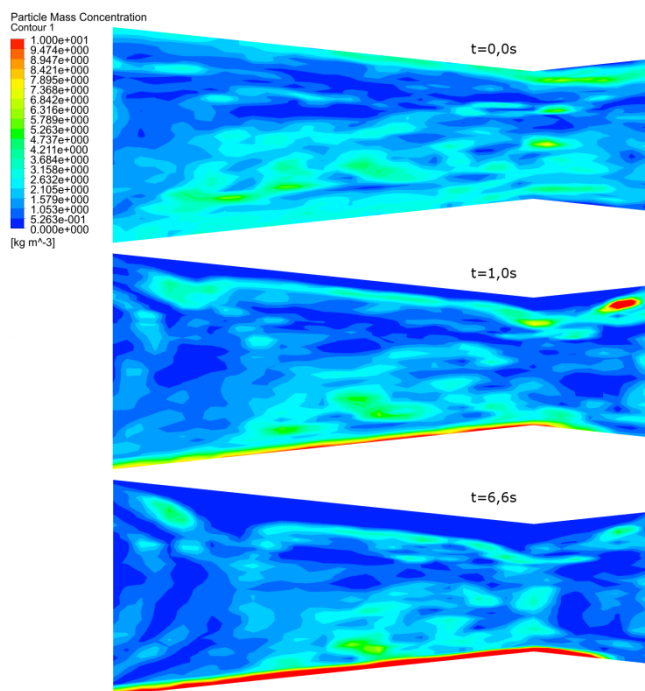 Particle Mass Concentration
Contour 1
1.000e+001
9.474e+000
8.947e+000
8.421e+000
7.895e+000
7.368e+000
6.842e+000
6.316e+000
5.789e+000
5.263e+000
4.737e+000
4.211e+000
3.684e+000
3.158e+000
2.632e+000
2.105e+000
1.579e+000
1.053e+000
5.263e-001
0.000e+000
[kg m^-3]
t=0,0s
t=1,0s
t=6,6s